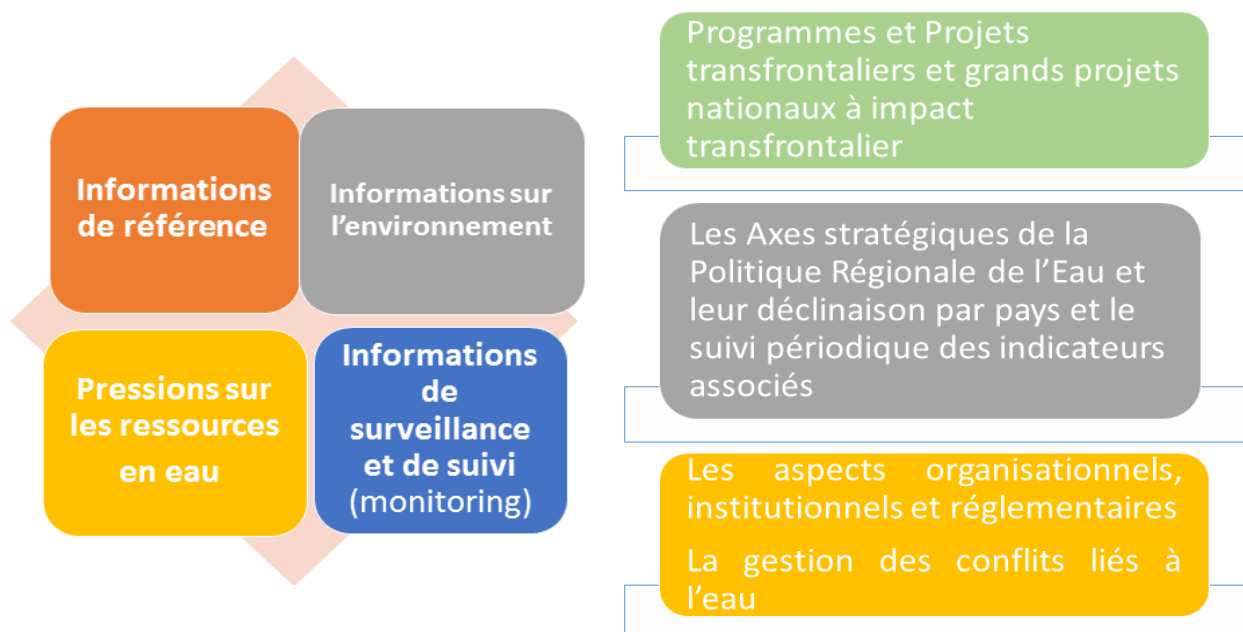 Informations
de référence
Informations sur
l’environnement
Pressions sur
les ressources
en eau
Informations
de
surveillance
et de suivi
(monitoring)
Programmes et Projets
transfrontaliers et grands projets
nationaux à impact
transfrontalier
Les Axes stratégiques de la
Politique Régionale de l’Eau et
leur déclinaison par pays et le
suivi périodique des indicateurs
associés
Les aspects organisationnels,
institutionnels et réglementaires
La gestion des conflits liés à
l’eau